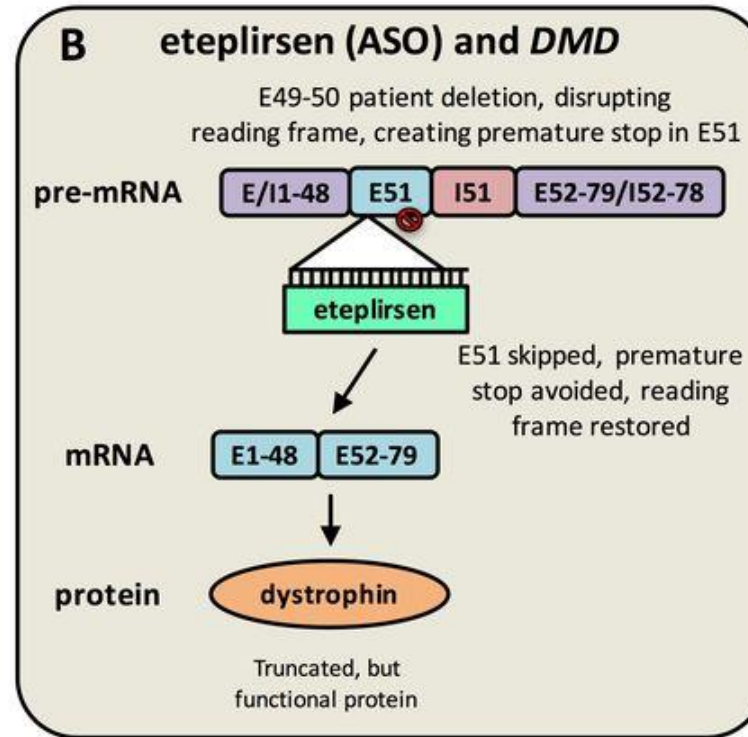 B eteplirsen (ASO) and DMD
E49-50 patient deletion, disrupting
reading frame, creating premature stop in E51
pre-mRNA E/I1-48 E51 I51 E52-79/I52-78
eteplirsen
E51 skipped, premature
stop avoided, reading
frame restored
mRNA E1-48 E52-79
protein dystrophin
Truncated, but
functional protein